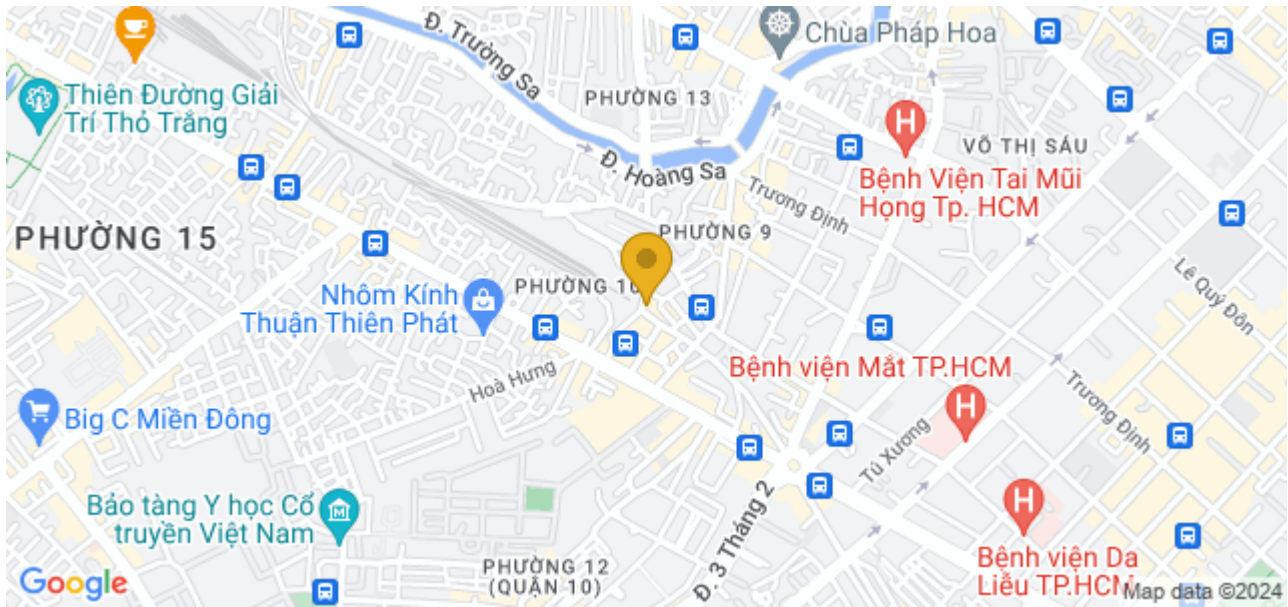 Đ. Trường Sa
Chùa Pháp Hoa
Thiên Đường Giải
Trí Thỏ Trắng
PHƯỜNG 13
H
VÕ THỊ SÁU
Đ. Hoàng Sa
Bệnh Viện Tai Mũi
Họng Tp. HCM
Trương Định
PHƯỜNG 15
PHƯỜNG 9
Lê Quý Đôn
PHƯỜNG 10
Nhôm Kính
Thuận Thiên Phát
Hoà Hưng
Bệnh viện Mắt TP.HCM
H
Trương Định
Big C Miền Đông
Tú Xương
Bảo tàng Y học Cổ
truyền Việt Nam
M
Đ. 3 Tháng 2
H
Bệnh viện Da
Liễu TP.HCM
PHƯỜNG 12
(QUẬN 10)
Google
Map data ©2024